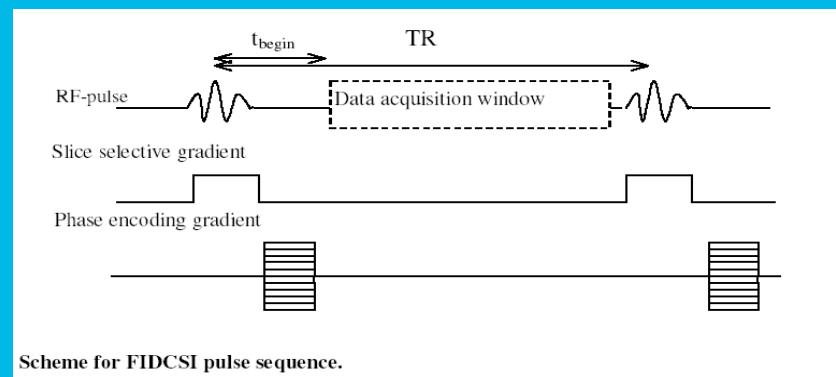 t_begin TR
RF-pulse Data acquisition window
Slice selective gradient
Phase encoding gradient
Scheme for FIDCSI pulse sequence.